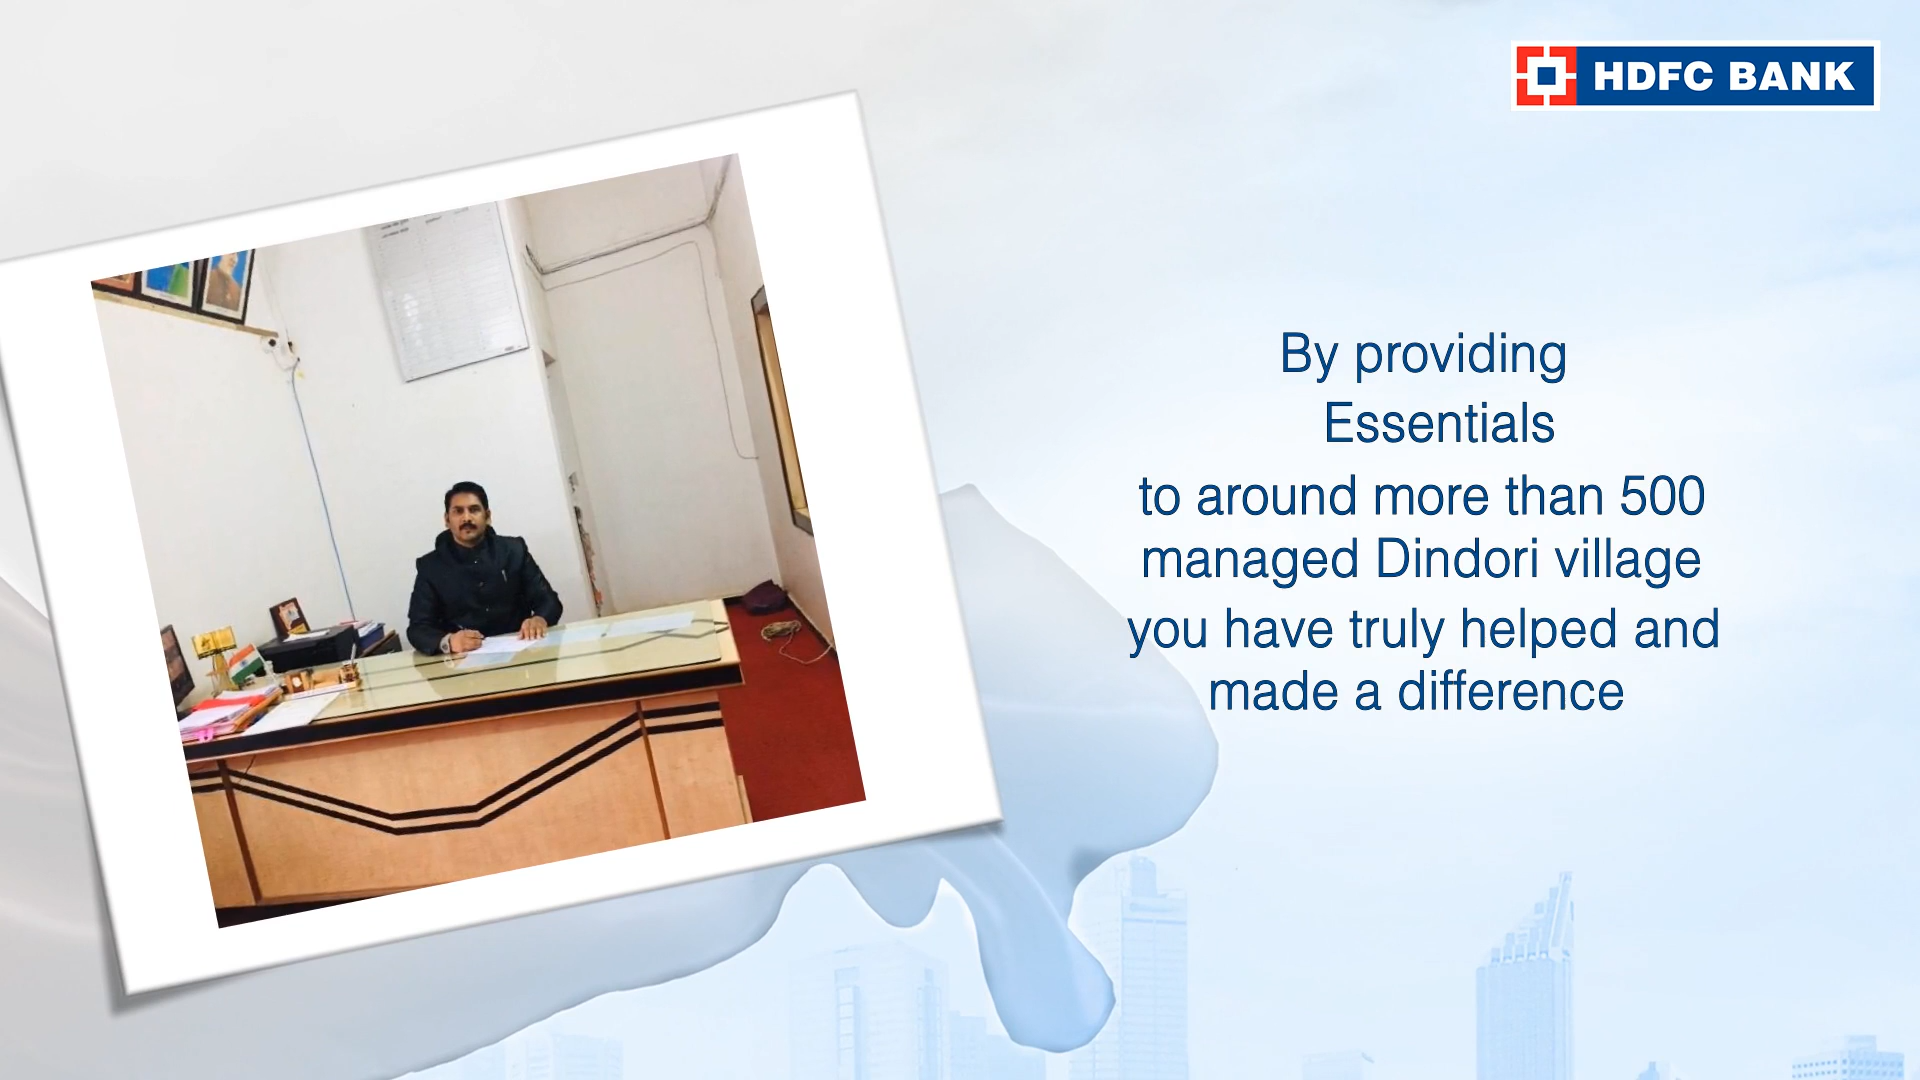 HDFC BANK
By providing
Essentials
to around more than 500
managed Dindori village
you have truly helped and
made a difference